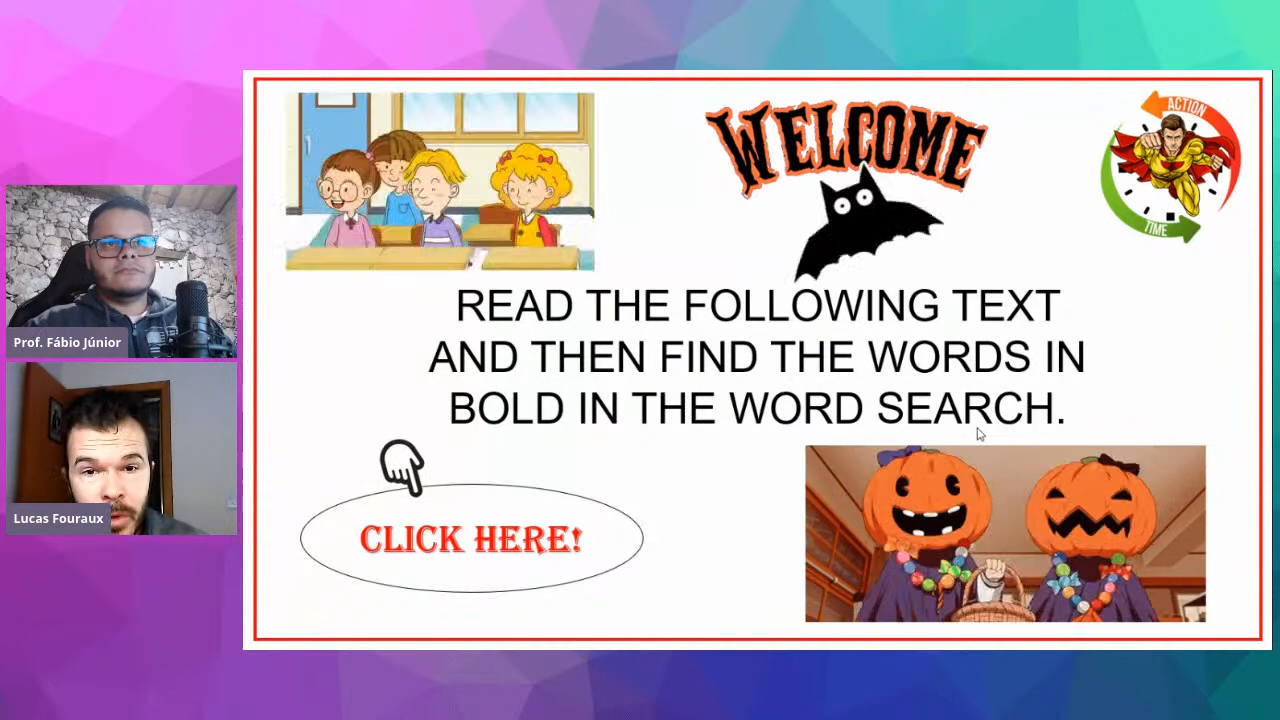 WELCOME
ACTION
TIME
READ THE FOLLOWING TEXT
AND THEN FIND THE WORDS IN
BOLD IN THE WORD SEARCH.
CLICK HERE!
Prof. Fábio Júnior
Lucas Fouraux